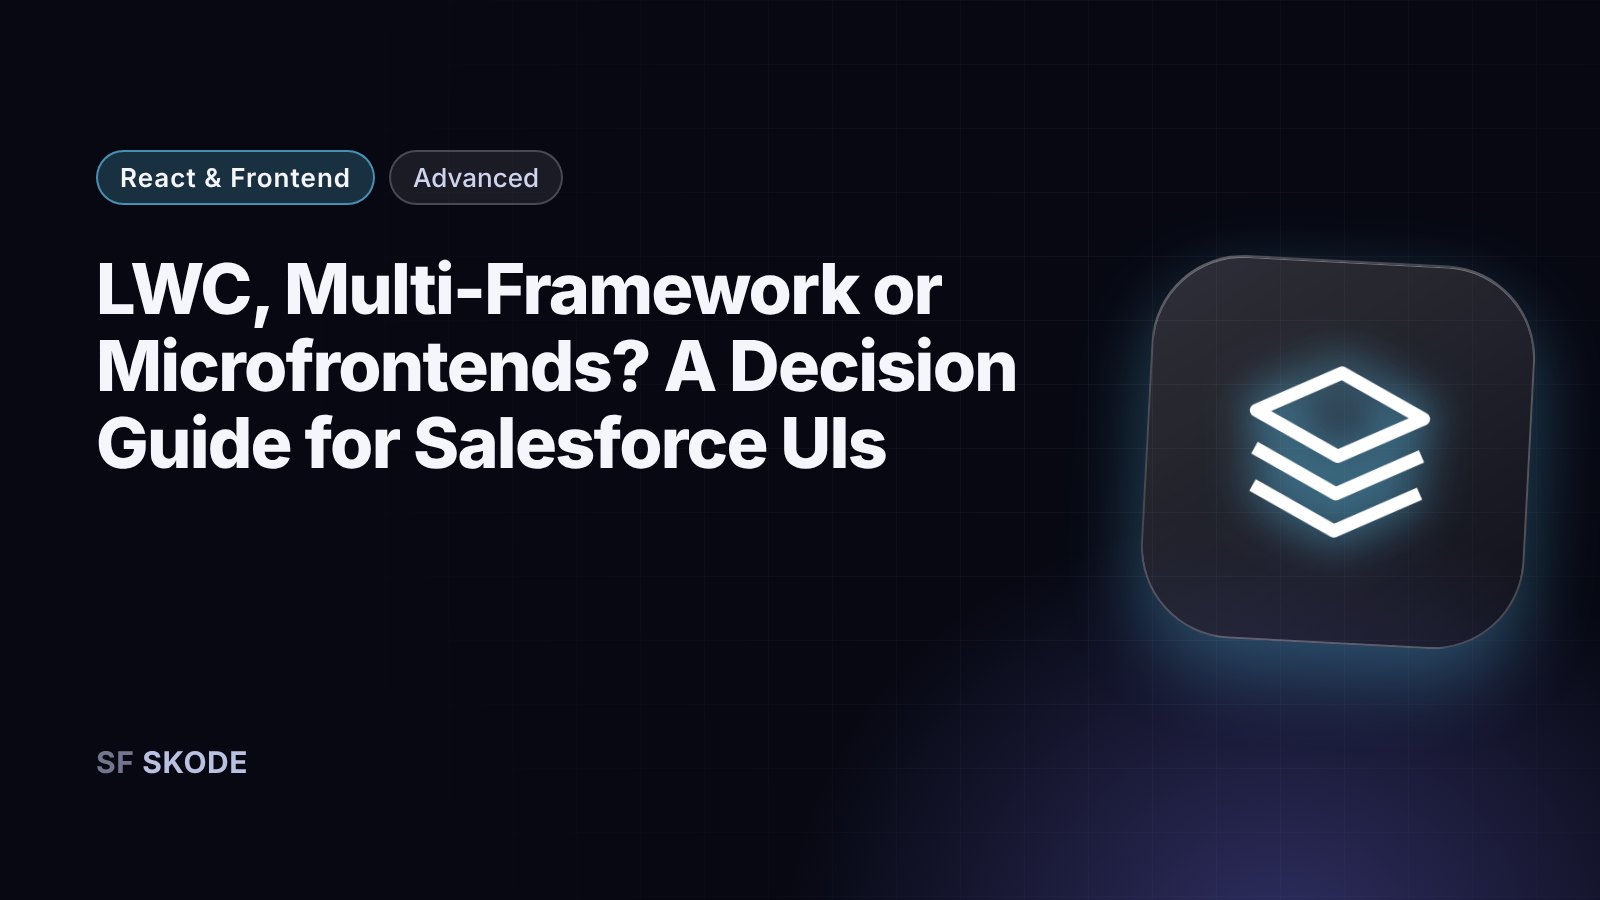 React & Frontend
Advanced
LWC, Multi-Framework or
Microfrontends? A Decision
Guide for Salesforce UIs
SF SKODE